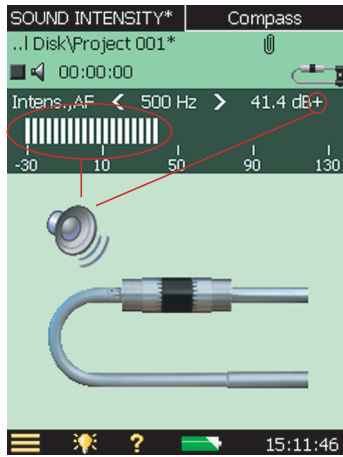 SOUND INTENSITY* Compass
..l Disk\Project 001*
00:00:00
Intens.,AF < 500 Hz > 41.4 dB+
-30 10 50 90 130
? 15:11:46